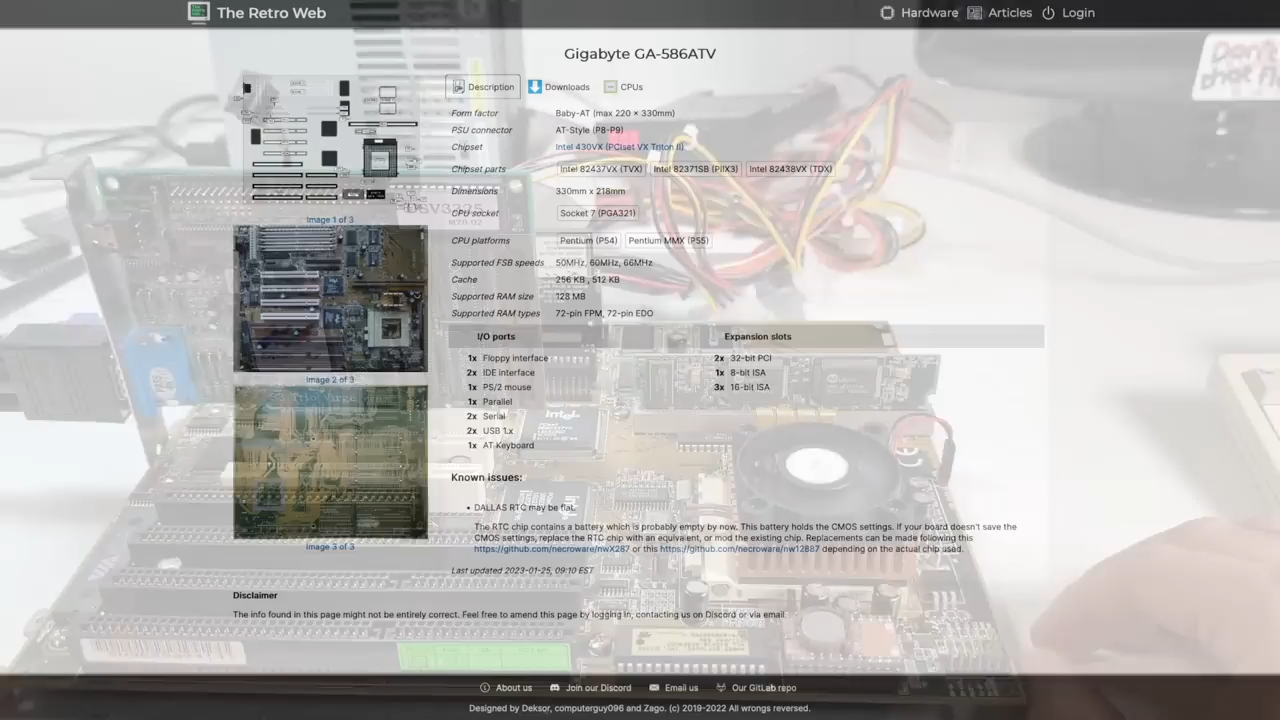 The Retro Web
Hardware Articles Login
Don't
Gigabyte GA-586ATV
Description Downloads CPUs
Form factor Baby-AT (max 220 x 330mm)
PSU connector AT-Style (P8-P9)
Chipset Intel 430VX (PCIset VX Triton II)
Chipset parts Intel 82437VX (TVX) Intel 82371SB (PIIX3) Intel 82438VX (TDX)
Dimensions 330mm x 218mm
CPU socket Socket 7 (PGA321)
CPU platforms Pentium (P54) Pentium MMX (P55)
Supported FSB speeds 50MHz, 60MHz, 66MHz
Cache 256 KB , 512 KB
Supported RAM size 128 MB
Supported RAM types 72-pin FPM, 72-pin EDO
Image 1 of 3
Image 2 of 3
Image 3 of 3
I/O ports
1x Floppy interface
2x IDE interface
1x PS/2 mouse
1x Parallel
2x Serial
2x USB 1.x
1x AT Keyboard
Expansion slots
2x 32-bit PCI
1x 8-bit ISA
3x 16-bit ISA
DSV3325
S3 Trio Virge
intel
intel
Known issues:
• DALLAS RTC may be flat.
The RTC chip contains a battery which is probably empty by now. This battery holds the CMOS settings. If your board doesn't save the
CMOS settings, replace the RTC chip with an equivalent, or mod the existing chip. Replacements can be made following this
https://github.com/necroware/nwX287 or this https://github.com/necroware/nw12887 depending on the actual chip used.
Last updated 2023-01-25, 09:10 EST
Disclaimer
The info found in this page might not be entirely correct. Feel free to amend this page by logging in, contacting us on Discord or via email.
About us Join our Discord Email us Our GitLab repo
Designed by Deksor, computerguy096 and Zago. (c) 2019-2022 All wrongs reversed.